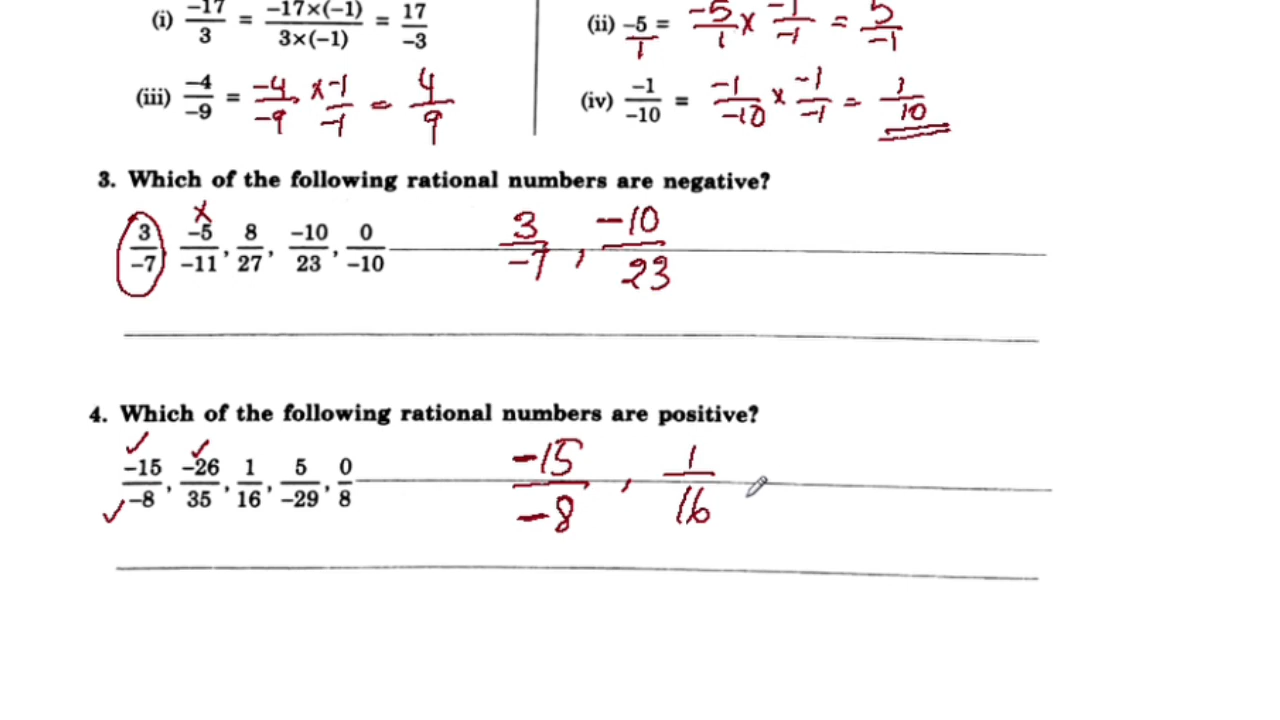 (i) -17/3 = -17×(-1)/3×(-1) = 17/-3
(ii) -5/1 = -5/1 × -1/-1 = 5/-1
(iii) -4/-9 = -4/-9 × -1/-1 = 4/9
(iv) -1/-10 = -1/-10 × -1/-1 = 1/10
3. Which of the following rational numbers are negative?
3/-7, -5/-11, 8/27, -10/23, 0/-10 3/-7, -10/23
4. Which of the following rational numbers are positive?
-15/-8, -26/35, 1/16, 5/-29, 0/8 -15/-8, 1/16